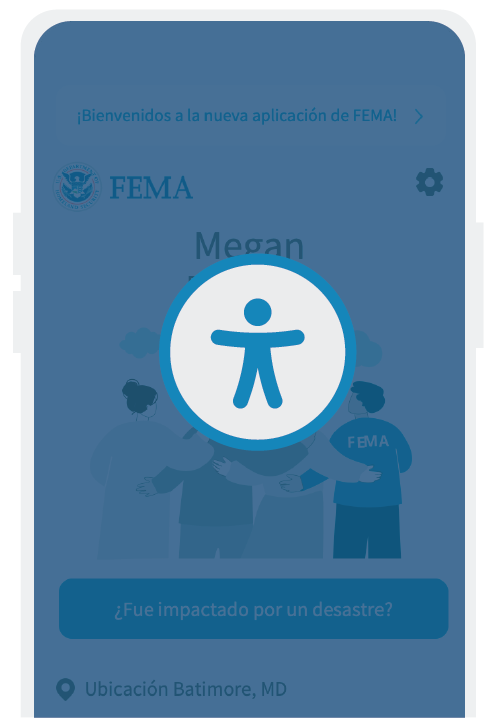 ¡Bienvenidos a la nueva aplicación de FEMA!
FEMA
Megan
FEMA
¿Fue impactado por un desastre?
Ubicación Batimore, MD